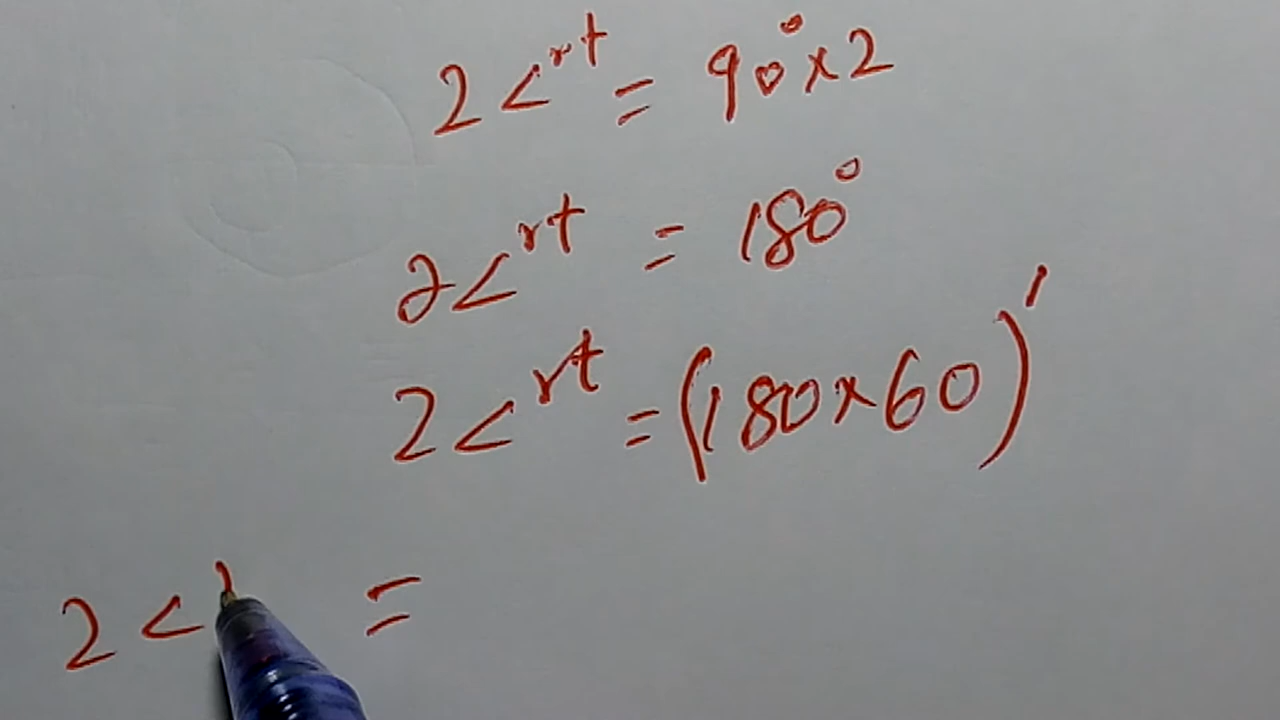 2 <^rt = 90° × 2
2 <^rt = 180°
2 <^rt = (180 × 60)'
2 < =